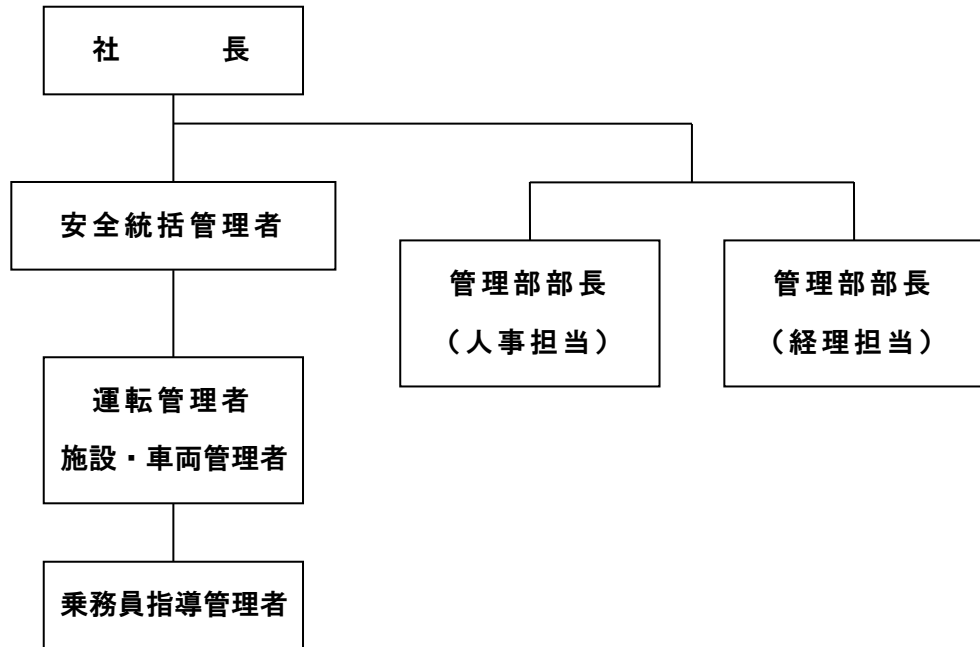 社　長
安全統括管理者
管理部部長
（人事担当）
管理部部長
（経理担当）
運転管理者
施設・車両管理者
乗務員指導管理者